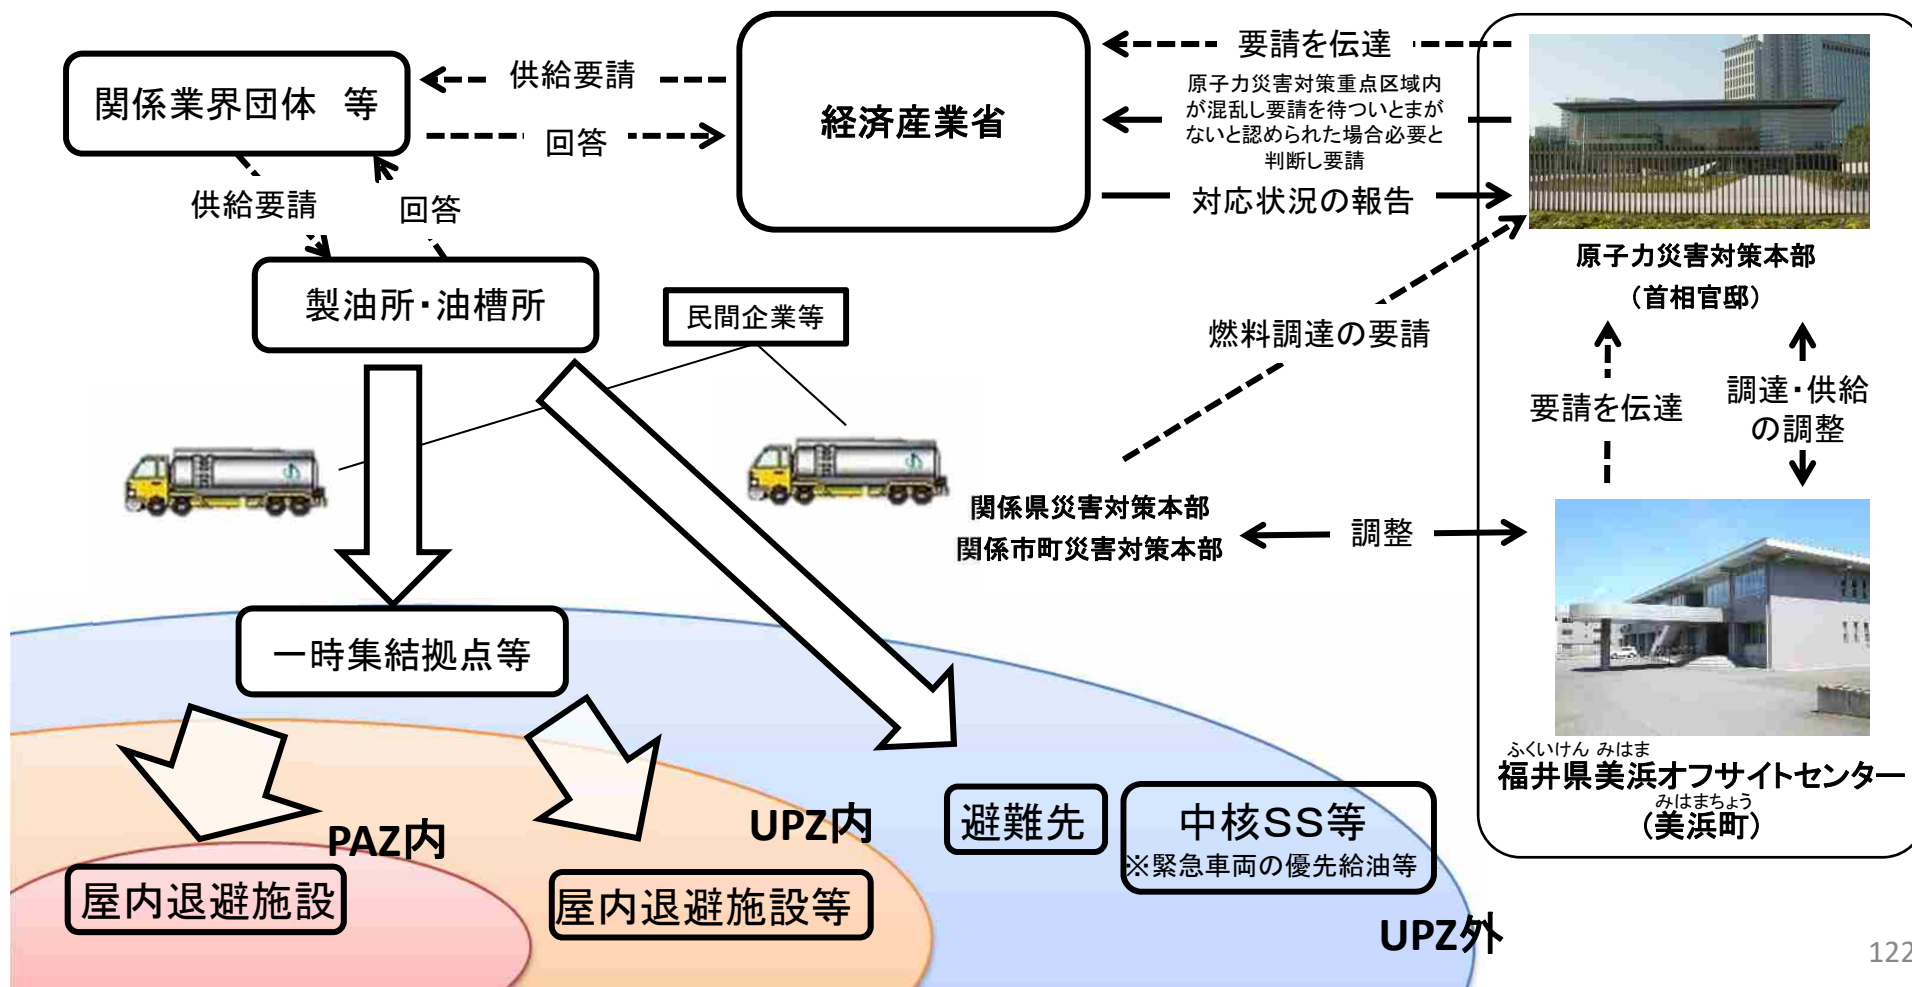 関係業界団体　等
供給要請
回答
経済産業省
要請を伝達
原子力災害対策重点区域内
が混乱し要請を待ついとまが
ないと認められた場合必要と
判断し要請
対応状況の報告
原子力災害対策本部
（首相官邸）
供給要請
回答
製油所・油槽所
民間企業等
燃料調達の要請
要請を伝達
調達・供給
の調整
関係県災害対策本部
関係市町災害対策本部
調整
ふくいけん みはま
福井県美浜オフサイトセンター
みはまちょう
（美浜町）
一時集結拠点等
PAZ内
屋内退避施設
UPZ内
屋内退避施設等
避難先
中核SS等
※緊急車両の優先給油等
UPZ外
122